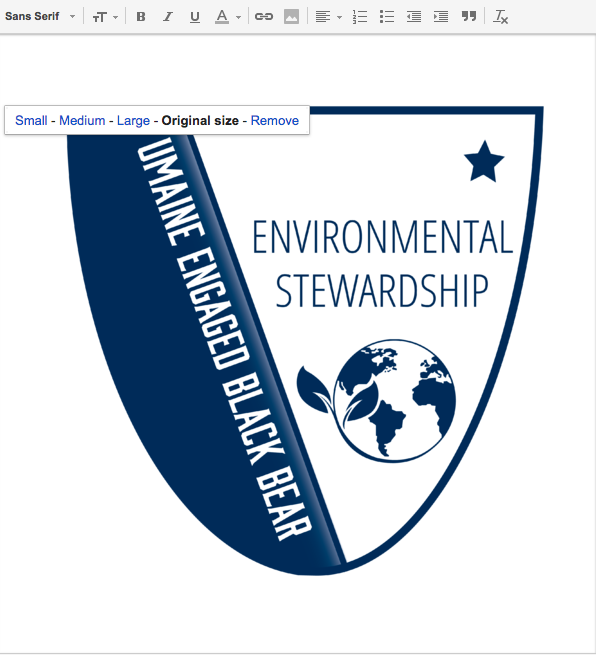 Sans Serif
Small - Medium - Large - Original size - Remove
UMAINE ENGAGED BLACK BEAR
ENVIRONMENTAL
STEWARDSHIP